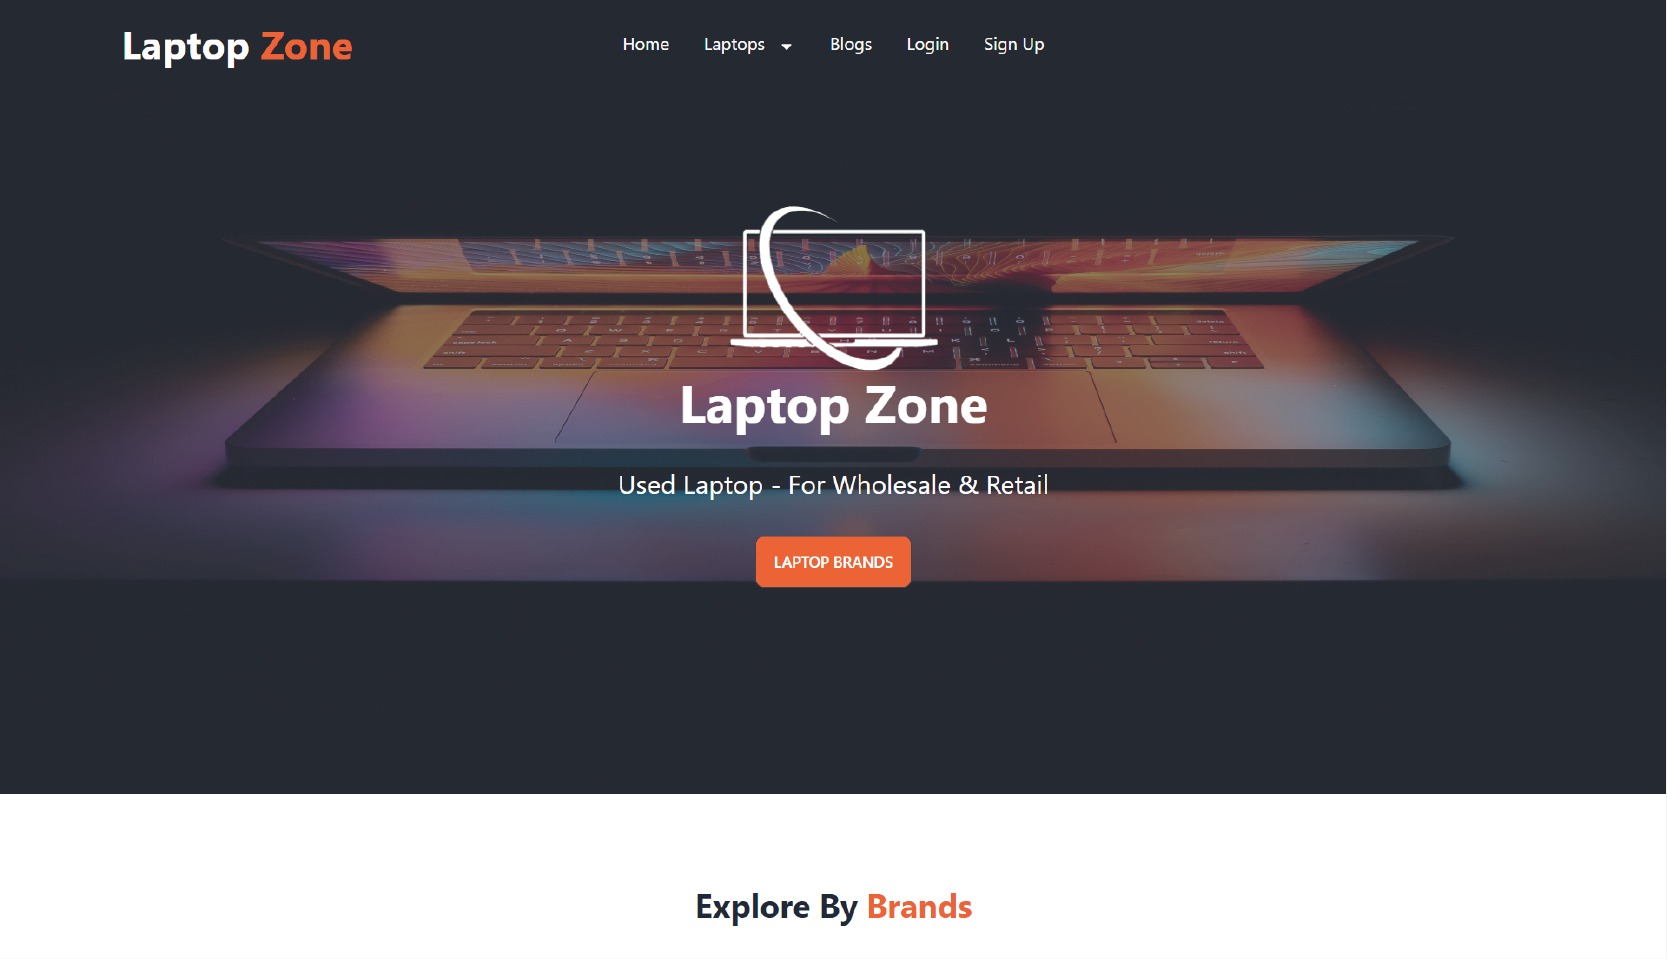 Laptop Zone
Home Laptops Blogs Login Sign Up
Laptop Zone
Used Laptop - For Wholesale & Retail
LAPTOP BRANDS
Explore By Brands